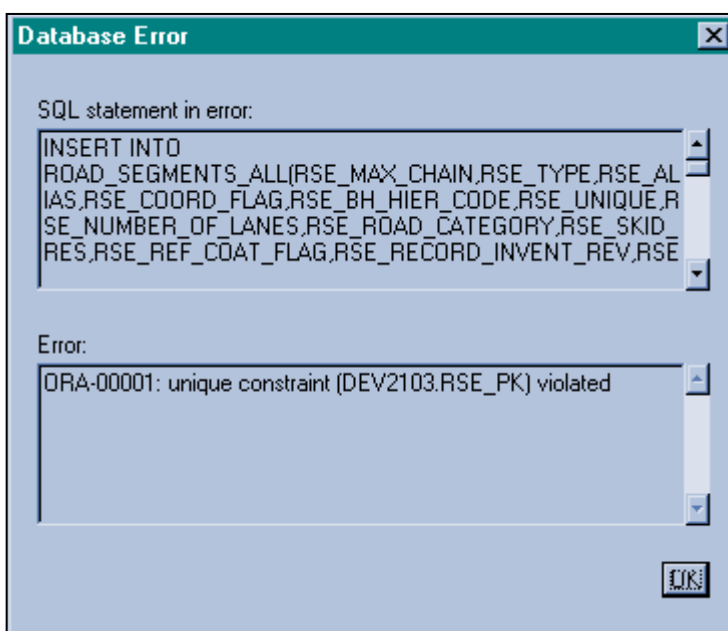 Database Error
SQL statement in error:
INSERT INTO
ROAD_SEGMENTS_ALL(RSE_MAX_CHAIN,RSE_TYPE,RSE_AL
IAS,RSE_COORD_FLAG,RSE_BH_HIER_CODE,RSE_UNIQUE,R
SE_NUMBER_OF_LANES,RSE_ROAD_CATEGORY,RSE_SKID_
RES,RSE_REF_COAT_FLAG,RSE_RECORD_INVENT_REV,RSE
Error:
ORA-00001: unique constraint (DEV2103.RSE_PK) violated
OK